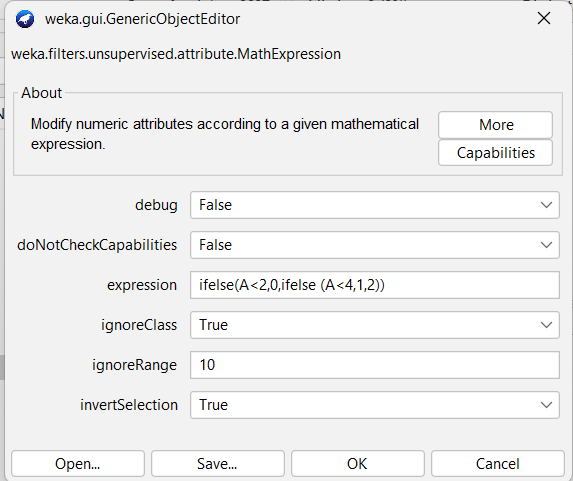 weka.gui.GenericObjectEditor
weka.filters.unsupervised.attribute.MathExpression
About
Modify numeric attributes according to a given mathematical
expression.
More
Capabilities
debug False
doNotCheckCapabilities False
expression ifelse(A<2,0,ifelse (A<4,1,2))
ignoreClass True
ignoreRange 10
invertSelection True
Open... Save... OK Cancel